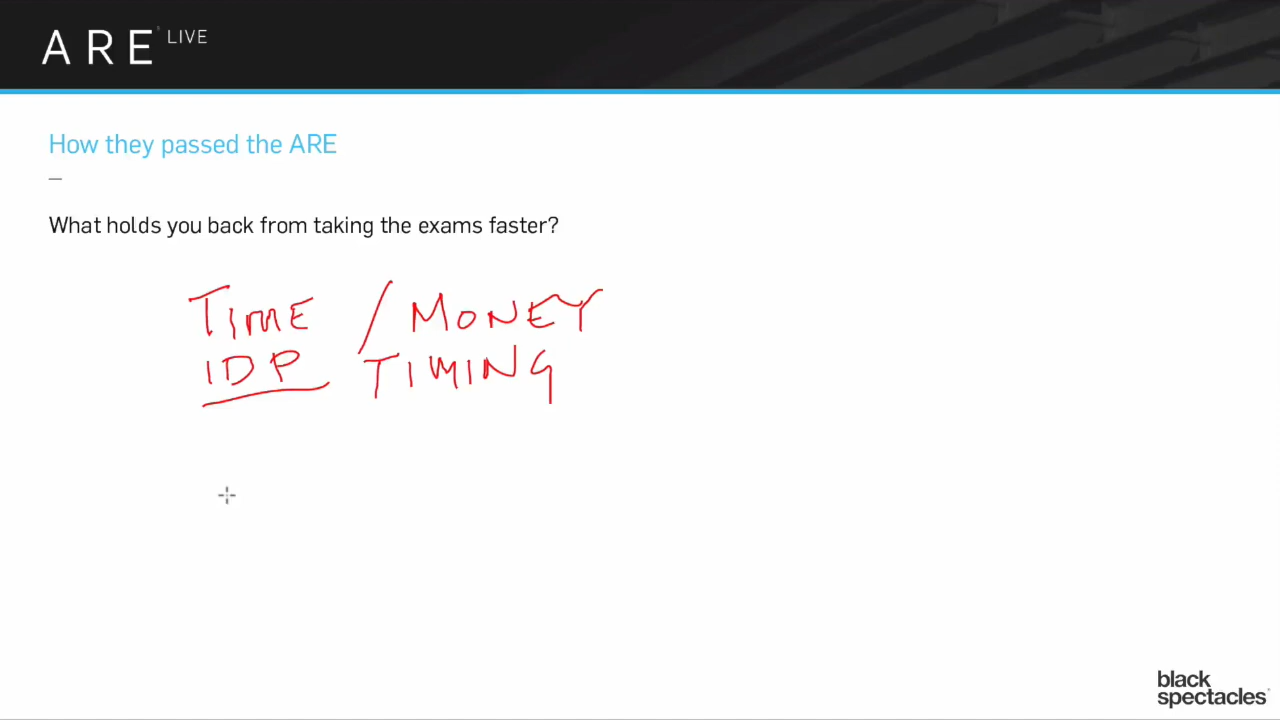 ARE LIVE
How they passed the ARE
—
What holds you back from taking the exams faster?
TIME / MONEY
IDP TIMING
black
spectacles